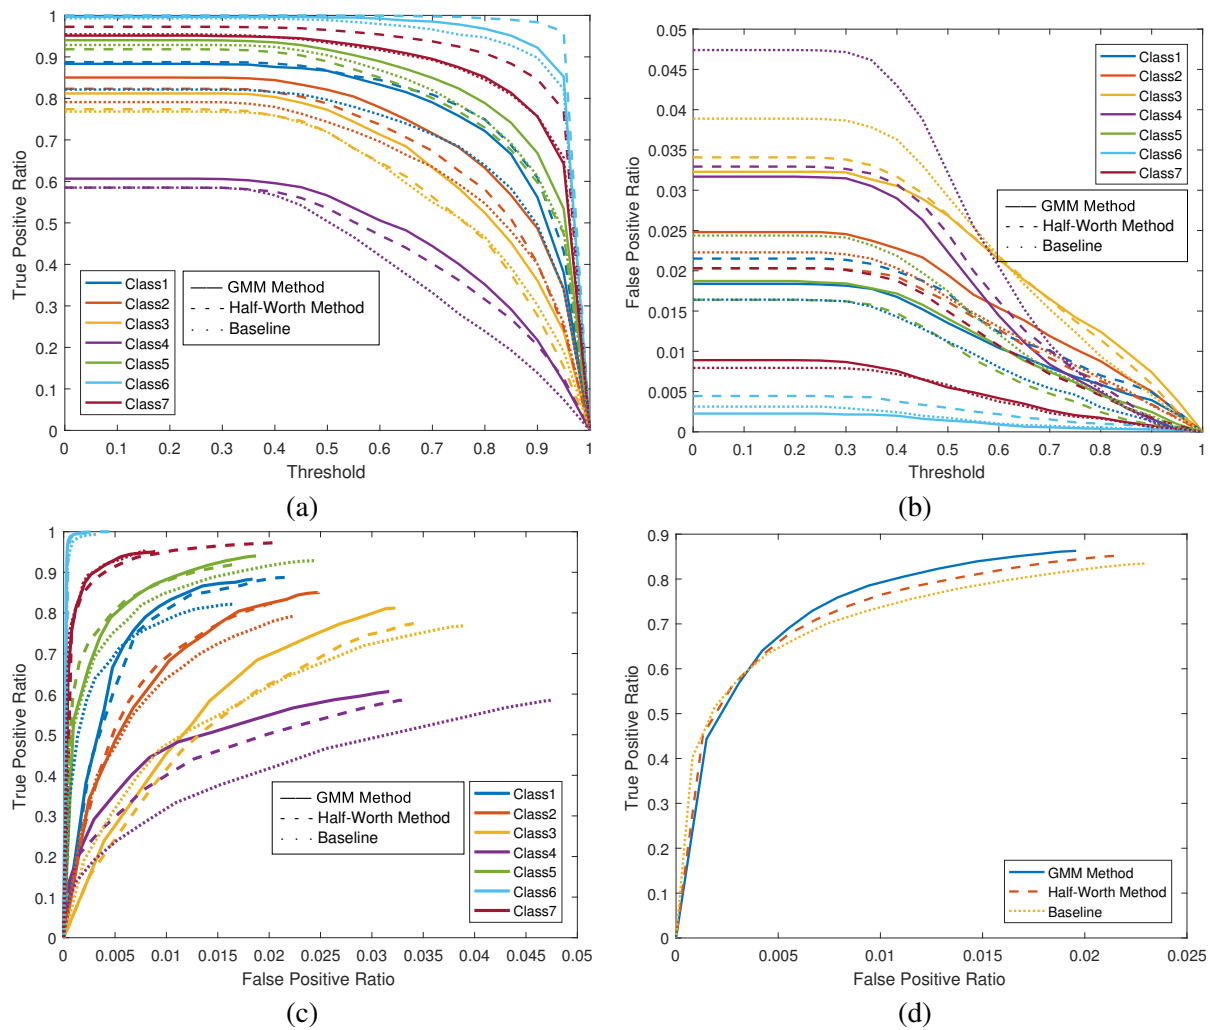 1
0.9
0.8
0.7
0.6
0.5
0.4
0.3
0.2
0.1
0
True Positive Ratio
Class1
Class2
Class3
Class4
Class5
Class6
Class7
GMM Method
Half-Worth Method
Baseline
0 0.1 0.2 0.3 0.4 0.5 0.6 0.7 0.8 0.9 1
Threshold
(a)
0.05
0.045
0.04
0.035
0.03
0.025
0.02
0.015
0.01
0.005
0
False Positive Ratio
Class1
Class2
Class3
Class4
Class5
Class6
Class7
GMM Method
Half-Worth Method
Baseline
0 0.1 0.2 0.3 0.4 0.5 0.6 0.7 0.8 0.9 1
Threshold
(b)
1
0.9
0.8
0.7
0.6
0.5
0.4
0.3
0.2
0.1
0
True Positive Ratio
GMM Method
Half-Worth Method
Baseline
Class1
Class2
Class3
Class4
Class5
Class6
Class7
0 0.005 0.01 0.015 0.02 0.025 0.03 0.035 0.04 0.045 0.05
False Positive Ratio
(c)
0.9
0.8
0.7
0.6
0.5
0.4
0.3
0.2
0.1
0
True Positive Ratio
GMM Method
Half-Worth Method
Baseline
0 0.005 0.01 0.015 0.02 0.025
False Positive Ratio
(d)